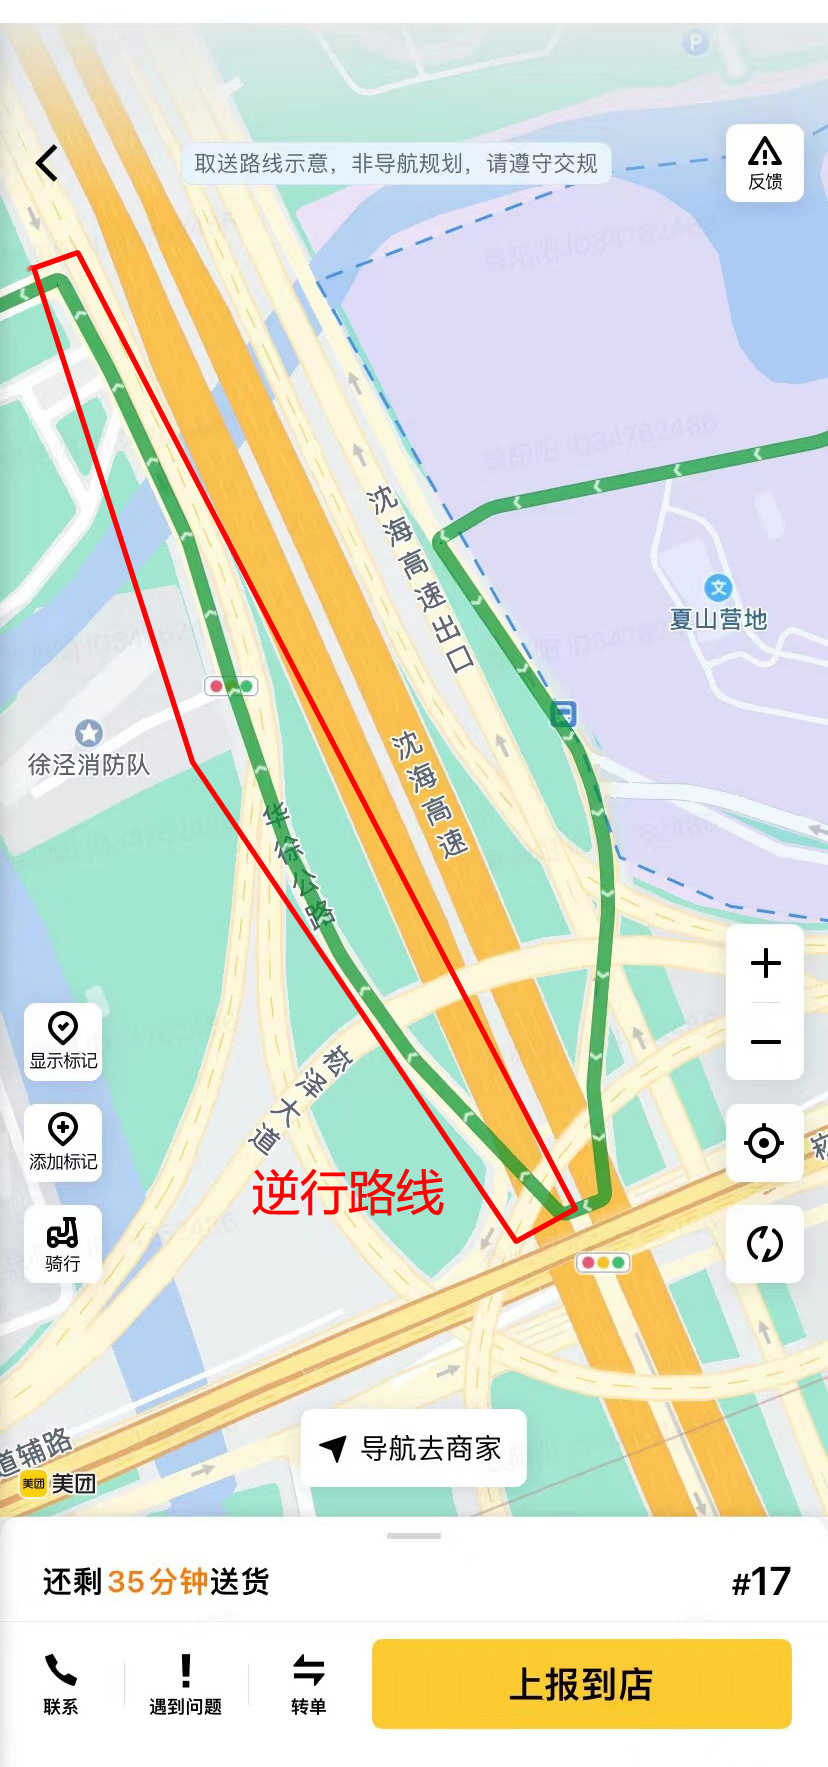 P
取送路线示意，非导航规划，请遵守交规
反馈
沈海高速出口
文
夏山营地
徐泾消防队
沈海高速
华徐公路
显示标记
添加标记
骑行
崧泽大道
逆行路线
道辅路
美团 美团
导航去商家
还剩35分钟送货
#17
联系
遇到问题
转单
上报到店